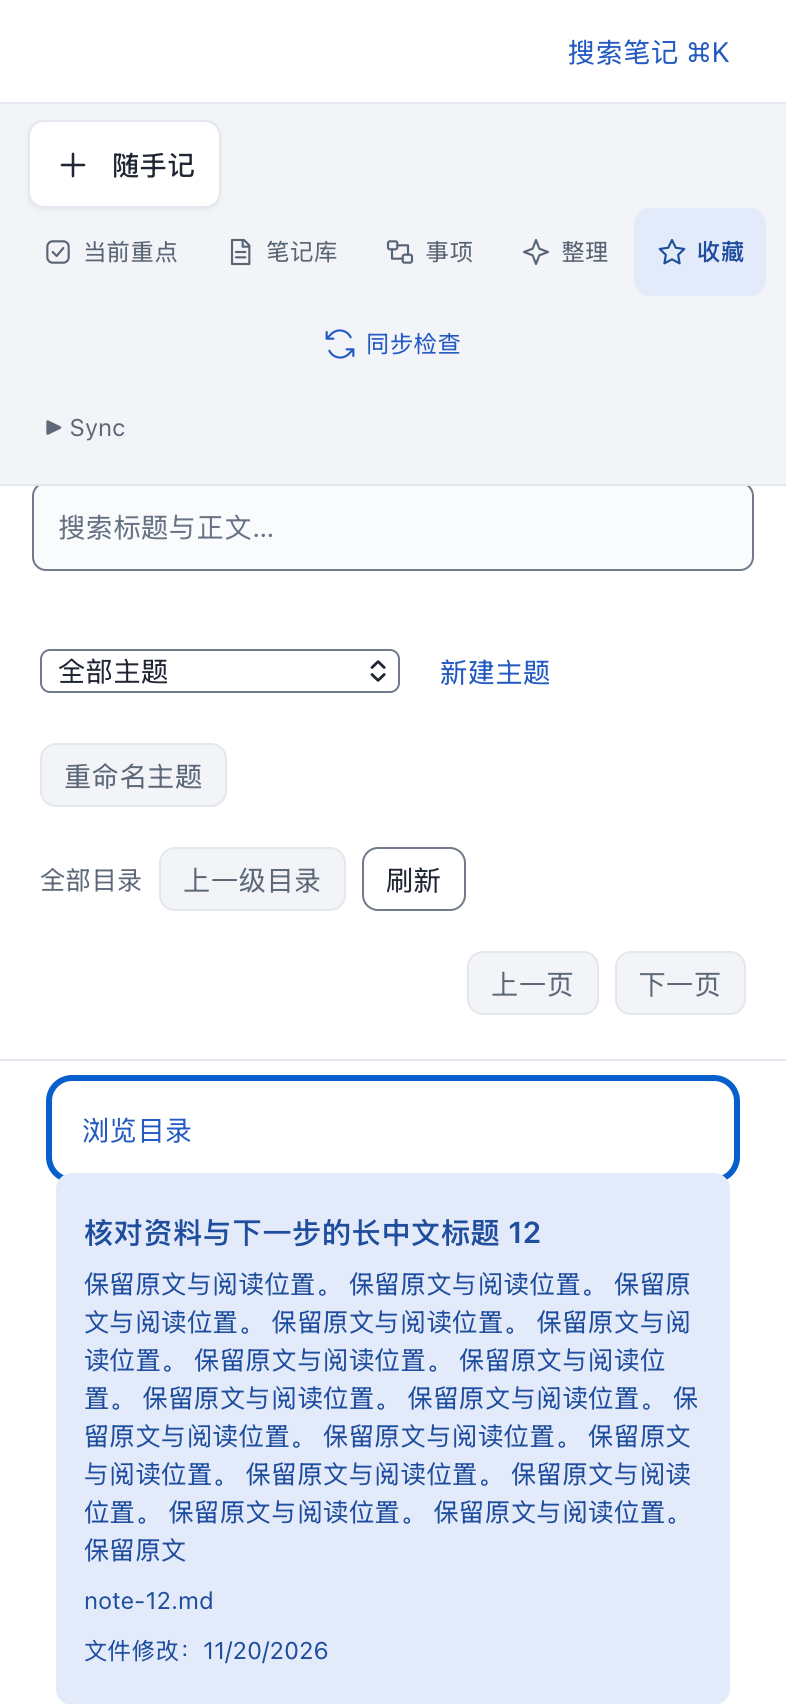 搜索笔记 ⌘K
随手记
当前重点 笔记库 事项 整理 收藏
同步检查
Sync
搜索标题与正文...
全部主题 新建主题
重命名主题
全部目录 上一级目录 刷新
上一页 下一页
浏览目录
核对资料与下一步的长中文标题 12
保留原文与阅读位置。 保留原文与阅读位置。 保留原
文与阅读位置。 保留原文与阅读位置。 保留原文与阅
读位置。 保留原文与阅读位置。 保留原文与阅读位
置。 保留原文与阅读位置。 保留原文与阅读位置。 保
留原文与阅读位置。 保留原文与阅读位置。 保留原文
与阅读位置。 保留原文与阅读位置。 保留原文与阅读
位置。 保留原文与阅读位置。 保留原文与阅读位置。
保留原文
note-12.md
文件修改：11/20/2026